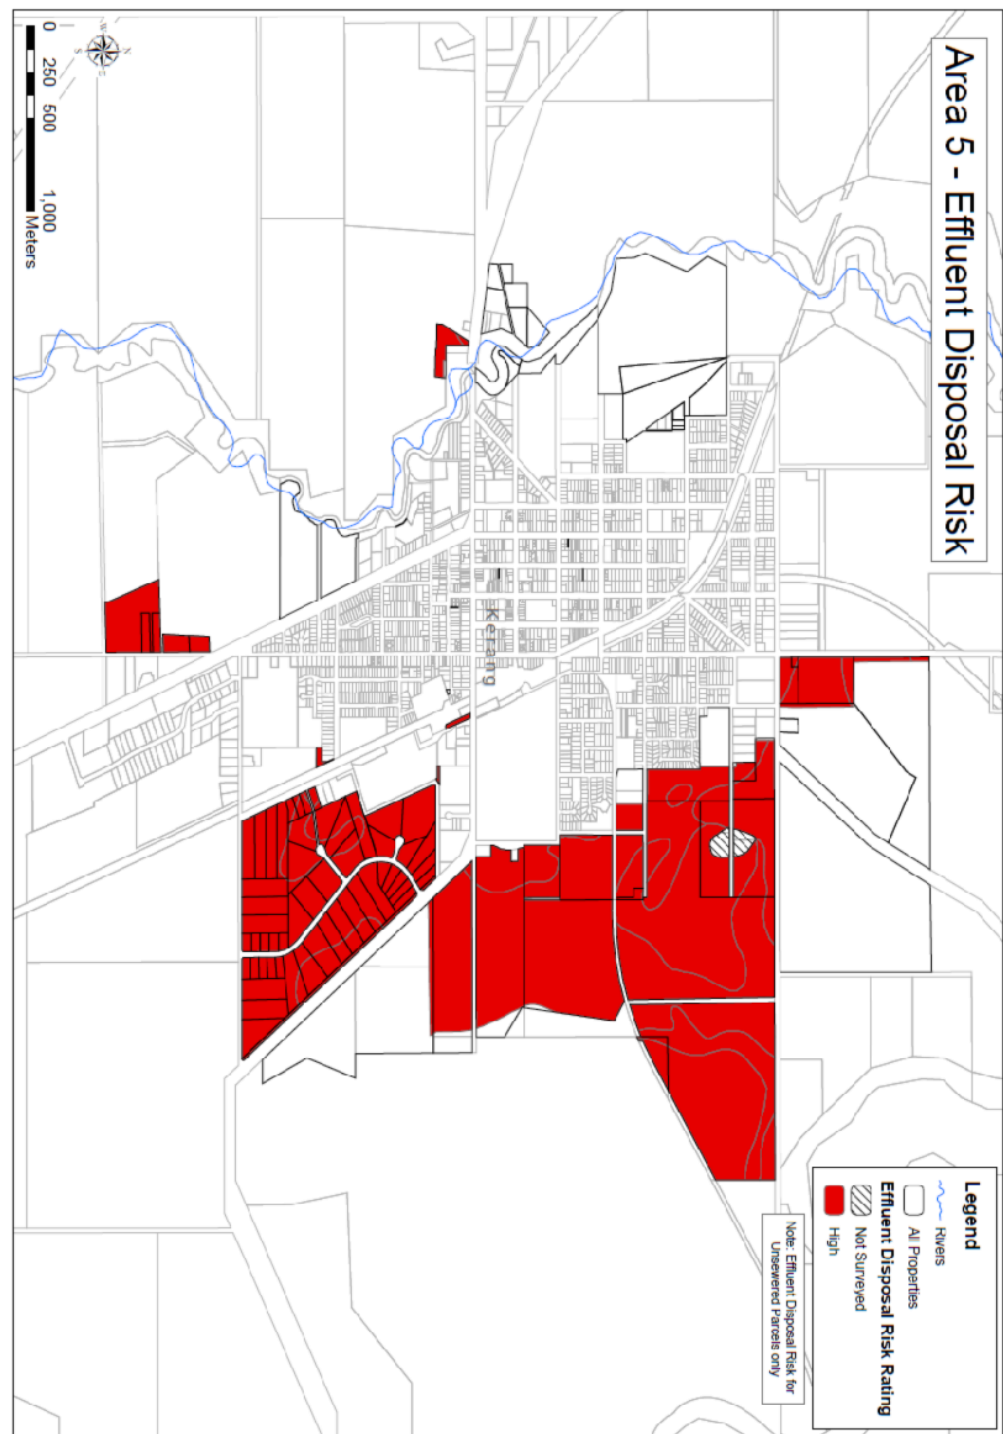 Area 5 - Effluent Disposal Risk
Legend
Rivers
All Properties
Effluent Disposal Risk Rating
Not Surveyed
High
Note: Effluent Disposal Risk for
Unsewered Parcels only
Kerang
N
E
S
W
0 250 500 1,000
Meters